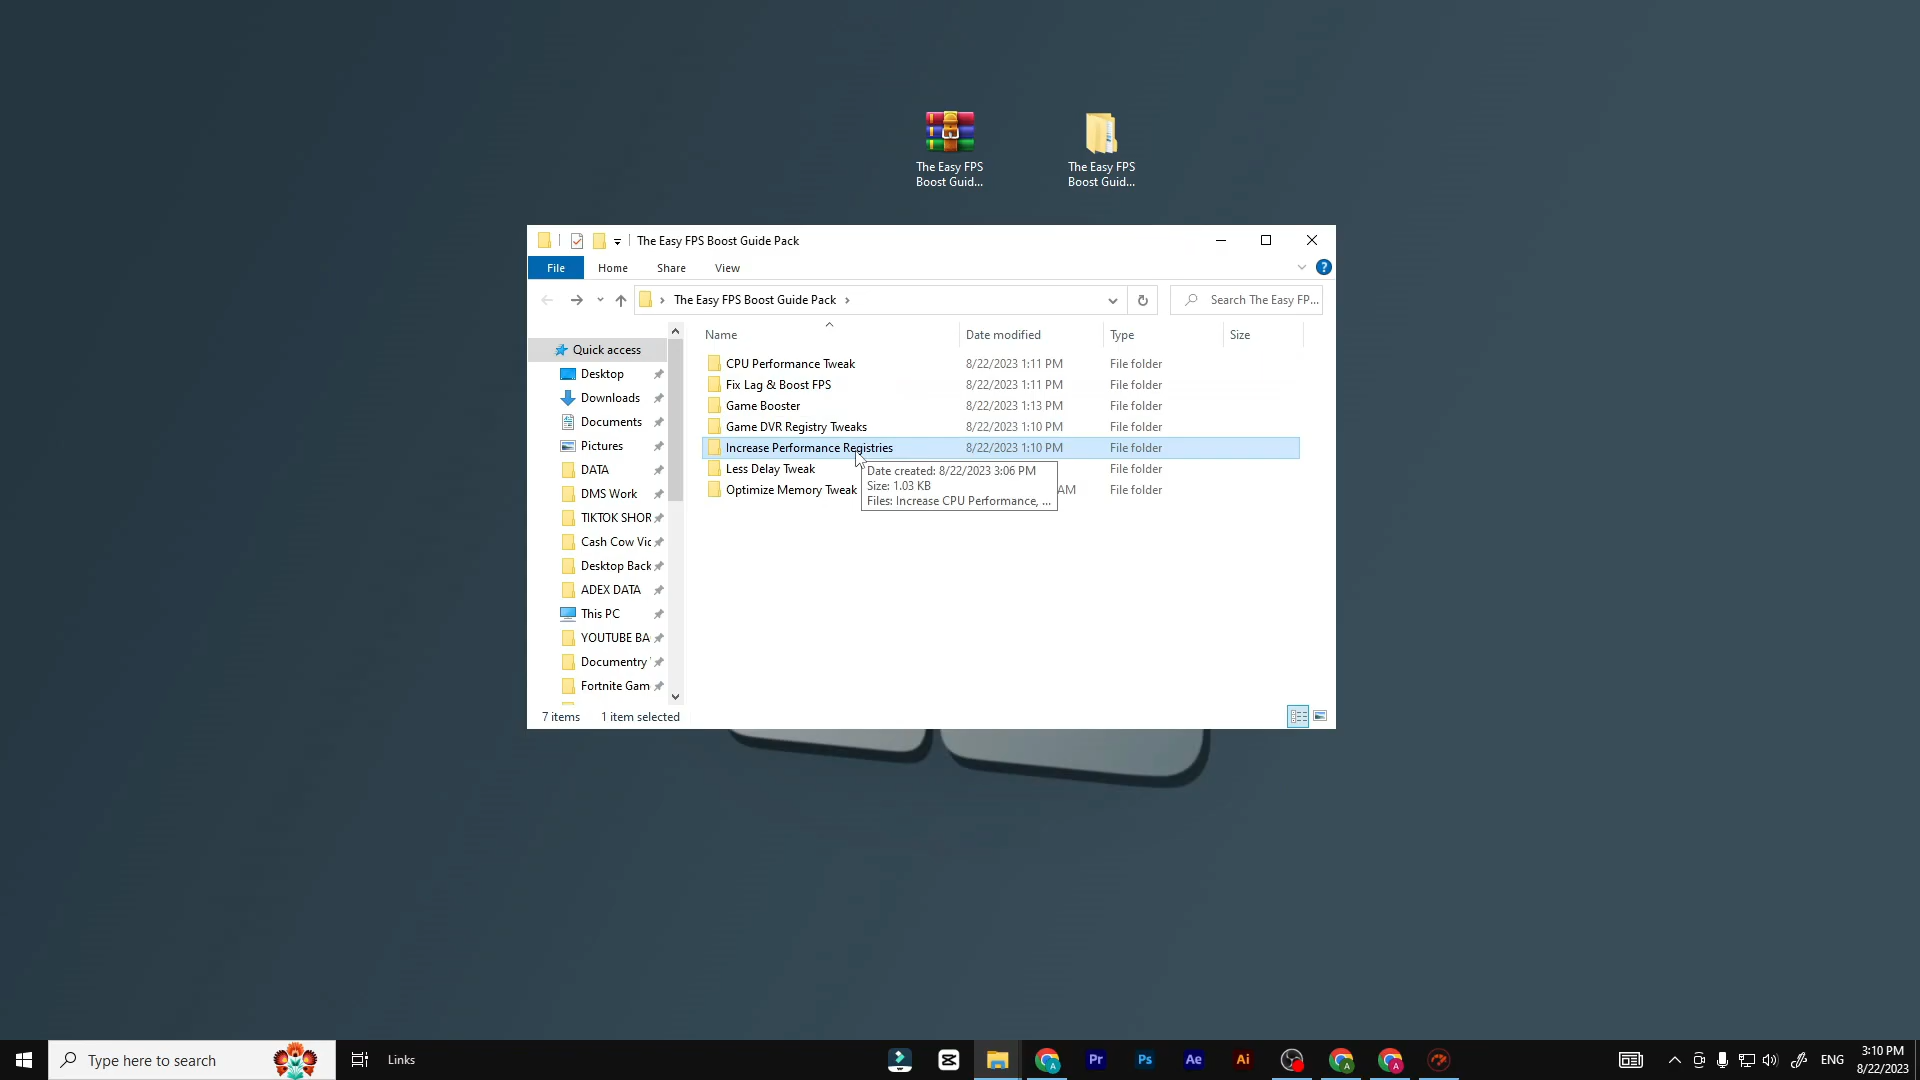 The Easy FPS
Boost Guid...
The Easy FPS
Boost Guid...
The Easy FPS Boost Guide Pack
File Home Share View
The Easy FPS Boost Guide Pack
Search The Easy FP...
Name Date modified Type Size
Quick access
Desktop
Downloads
Documents
Pictures
DATA
DMS Work
TIKTOK SHOR
Cash Cow Vic
Desktop Back
ADEX DATA
This PC
YOUTUBE BA
Documentry
Fortnite Gam
CPU Performance Tweak 8/22/2023 1:11 PM File folder
Fix Lag & Boost FPS 8/22/2023 1:11 PM File folder
Game Booster 8/22/2023 1:13 PM File folder
Game DVR Registry Tweaks 8/22/2023 1:10 PM File folder
Increase Performance Registries 8/22/2023 1:10 PM File folder
Less Delay Tweak File folder
Optimize Memory Tweak AM File folder
Date created: 8/22/2023 3:06 PM
Size: 1.03 KB
Files: Increase CPU Performance, ...
7 items 1 item selected
Type here to search
Links
A
Pr
Ps
Ae
Ai
A
A
ENG
3:10 PM
8/22/2023